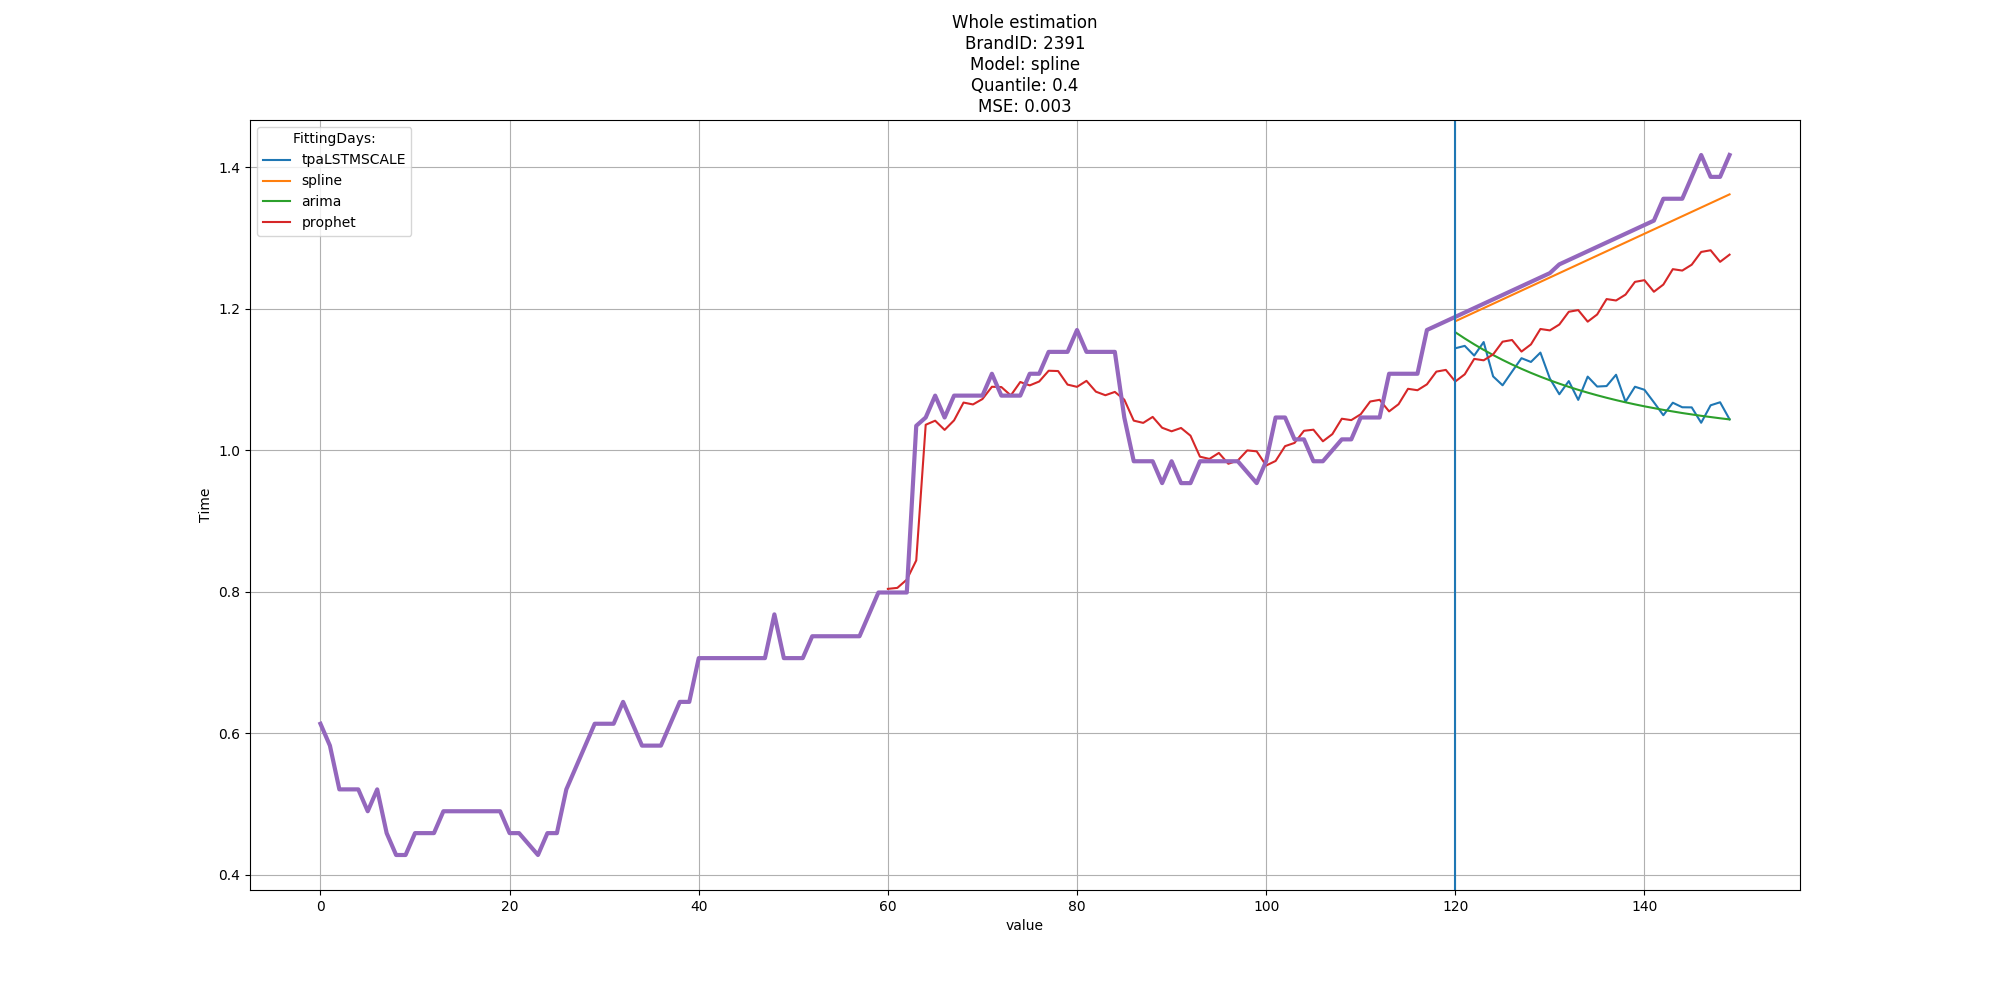 Whole estimation
BrandID: 2391
Model: spline
Quantile: 0.4
MSE: 0.003
FittingDays:
tpaLSTMSCALE
spline
arima
prophet
1.4
1.2
1.0
0.8
0.6
0.4
Time
0 20 40 60 80 100 120 140
value